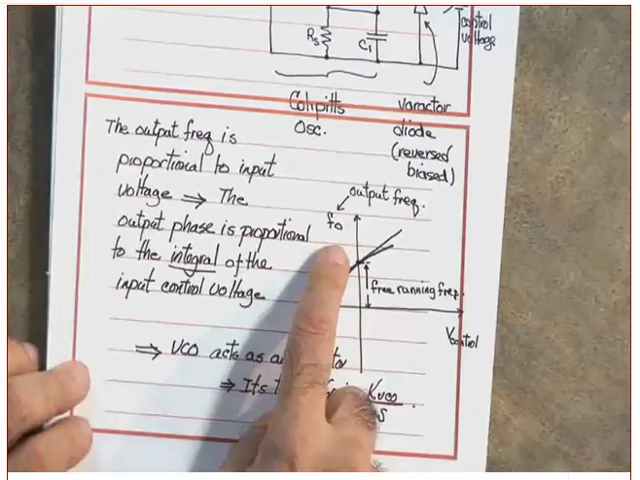 Rs
C1
control
voltage
Colpitts
Osc.
varactor
diode
(reversed
biased)
The output freq is
proportional to input
voltage ⇒ The
output phase is proportional
to the integral of the
input control voltage
output freq.
fo
free running freq.
Vcontrol
⇒ VCO acts as
⇒ Its
Kvco
s